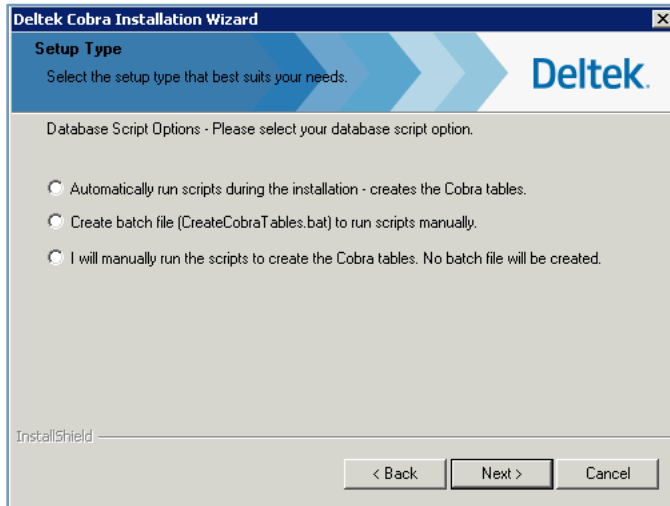 Deltek Cobra Installation Wizard
Setup Type
Select the setup type that best suits your needs.
Deltek.
Database Script Options - Please select your database script option.
Automatically run scripts during the installation - creates the Cobra tables.
Create batch file (CreateCobraTables.bat) to run scripts manually.
I will manually run the scripts to create the Cobra tables. No batch file will be created.
InstallShield
< Back Next > Cancel